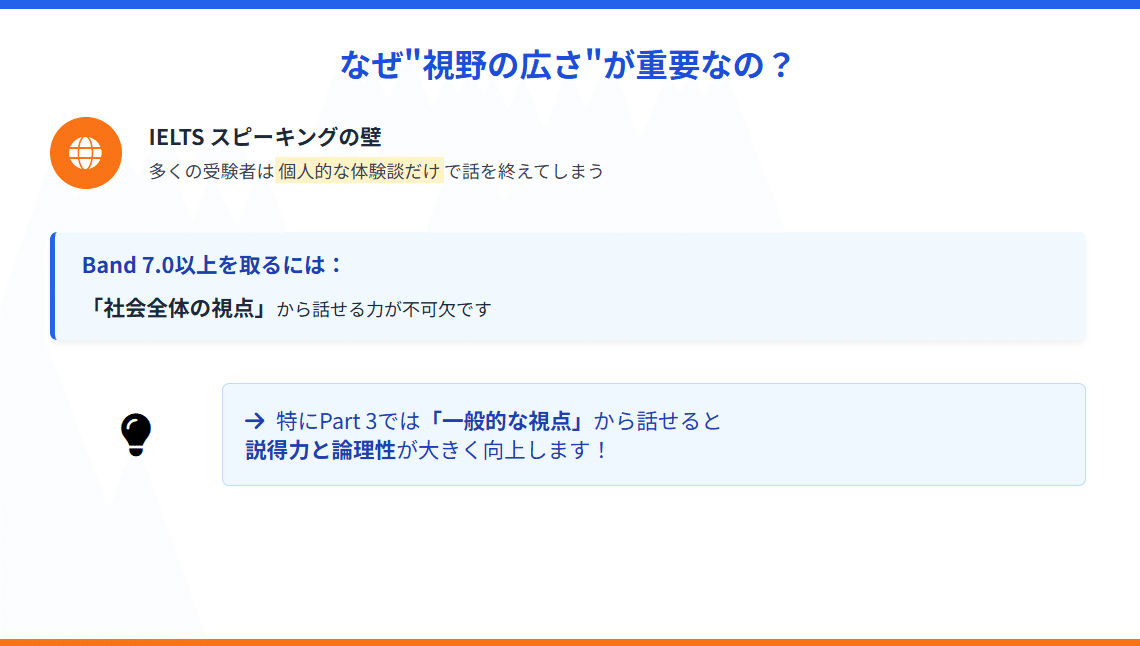 なぜ"視野の広さ"が重要なの？
IELTS スピーキングの壁
多くの受験者は個人的な体験談だけで話を終えてしまう
Band 7.0以上を取るには：
「社会全体の視点」から話せる力が不可欠です
→ 特にPart 3では「一般的な視点」から話せると
説得力と論理性が大きく向上します！